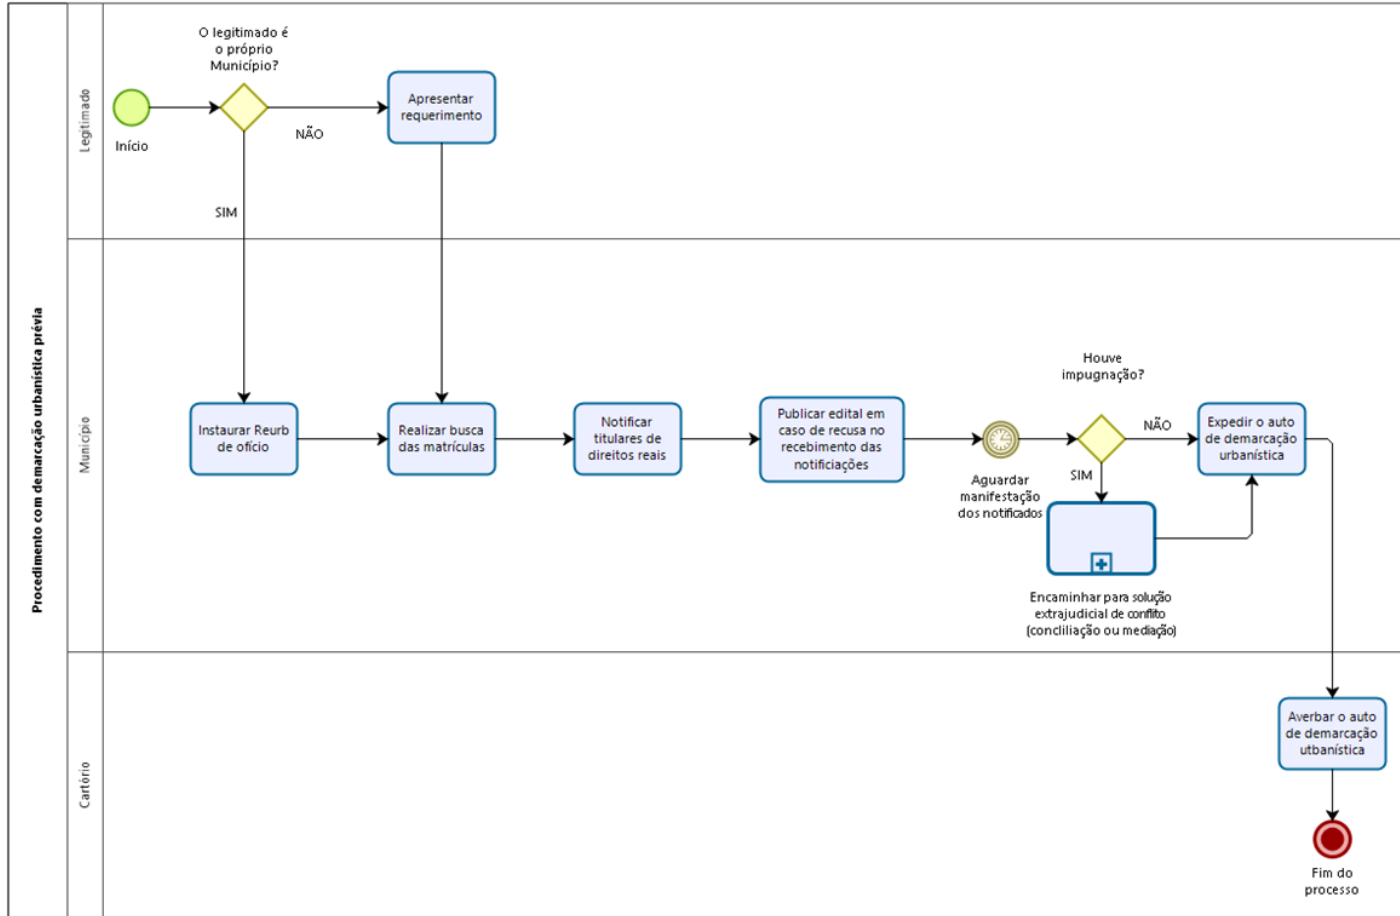 Procedimento com demarcação urbanística prévia
Legitimado
O legitimado é
o próprio
Município?
Início
NÃO
SIM
Apresentar
requerimento
Município
Instaurar Reurb
de ofício
Realizar busca
das matrículas
Notificar
titulares de
direitos reais
Publicar edital em
caso de recusa no
recebimento das
notificiações
Aguardar
manifestação
dos notificados
Houve
impugnação?
NÃO
SIM
Encaminhar para solução
extrajudicial de conflito
(concliliação ou mediação)
Expedir o auto
de demarcação
urbanística
Cartório
Averbar o auto
de demarcação
utbanística
Fim do
processo